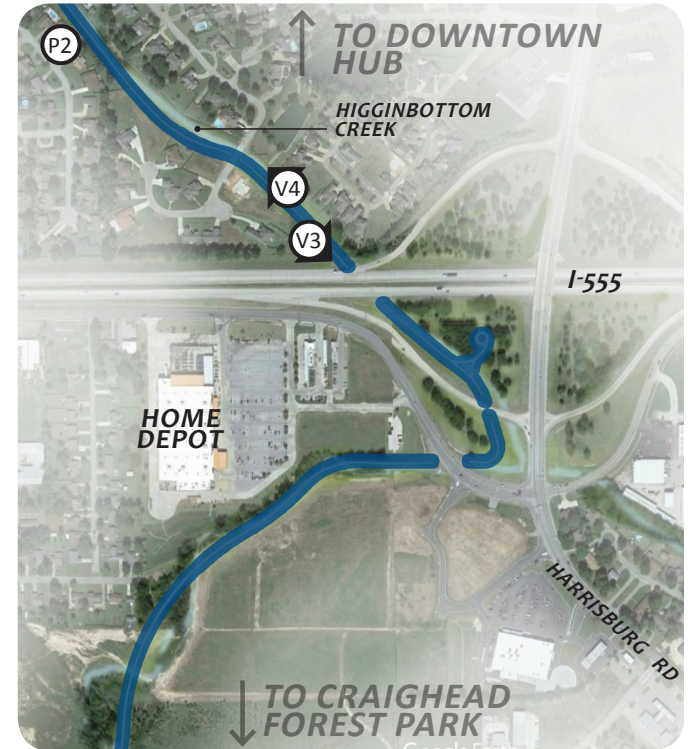 P2
TO DOWNTOWN
HUB
HIGGINBOTTOM
CREEK
V4
V3
I-555
HOME
DEPOT
HARRISBURG RD
TO CRAIGHEAD
FOREST PARK